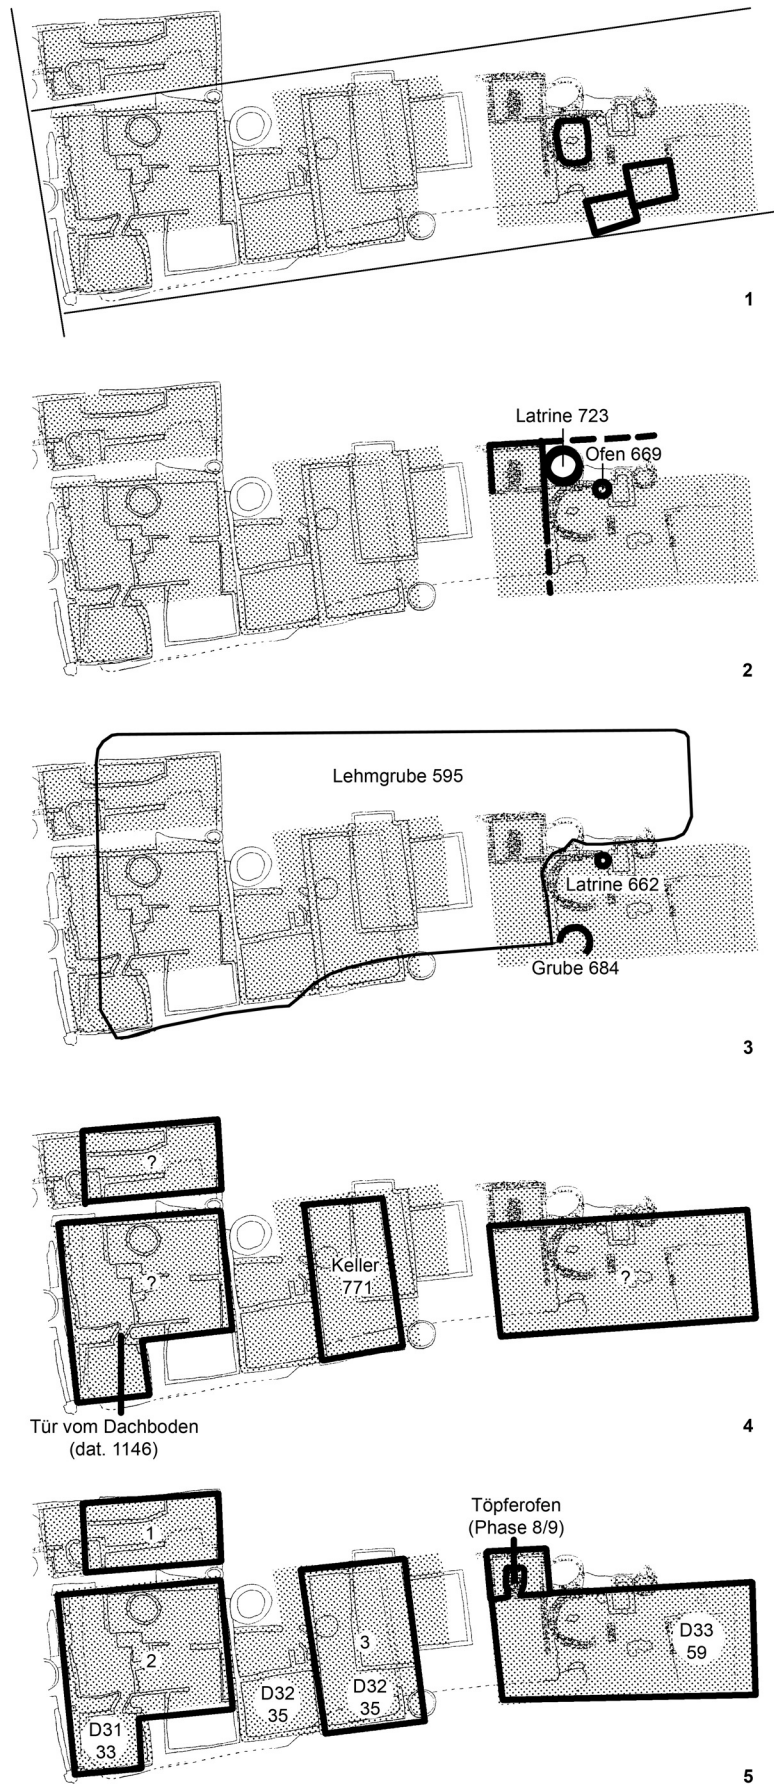 1
Latrine 723
Ofen 669
2
Lehmgrube 595
Latrine 662
Grube 684
3
?
Keller
771
?
?
Tür vom Dachboden
(dat. 1146)
4
Töpferofen
(Phase 8/9)
1
2
3
D33
59
D32
35
D32
35
D31
33
5